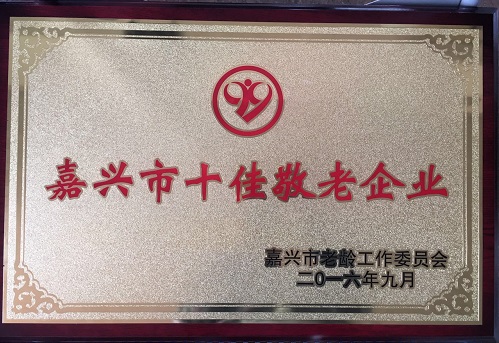 嘉兴市十佳敬老企业
嘉兴市老龄工作委员会
二0一六年九月